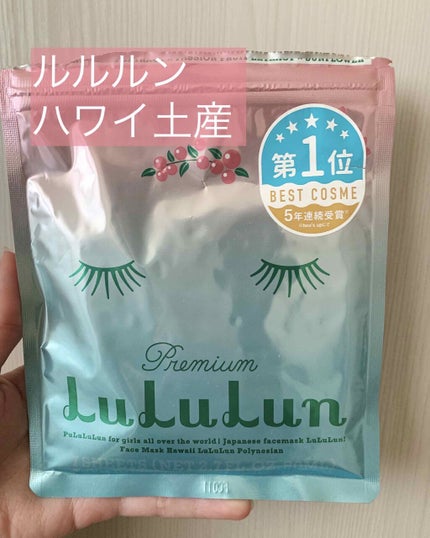 ルルルン
ハワイ土産
第1位
BEST COSME
5年連続受賞
Premium
LuLuLun
PuLuLuLun for girls all over the world! Japanese facemask LuLuLun!
Face Mask Hawaii LuLuLun Polynesian